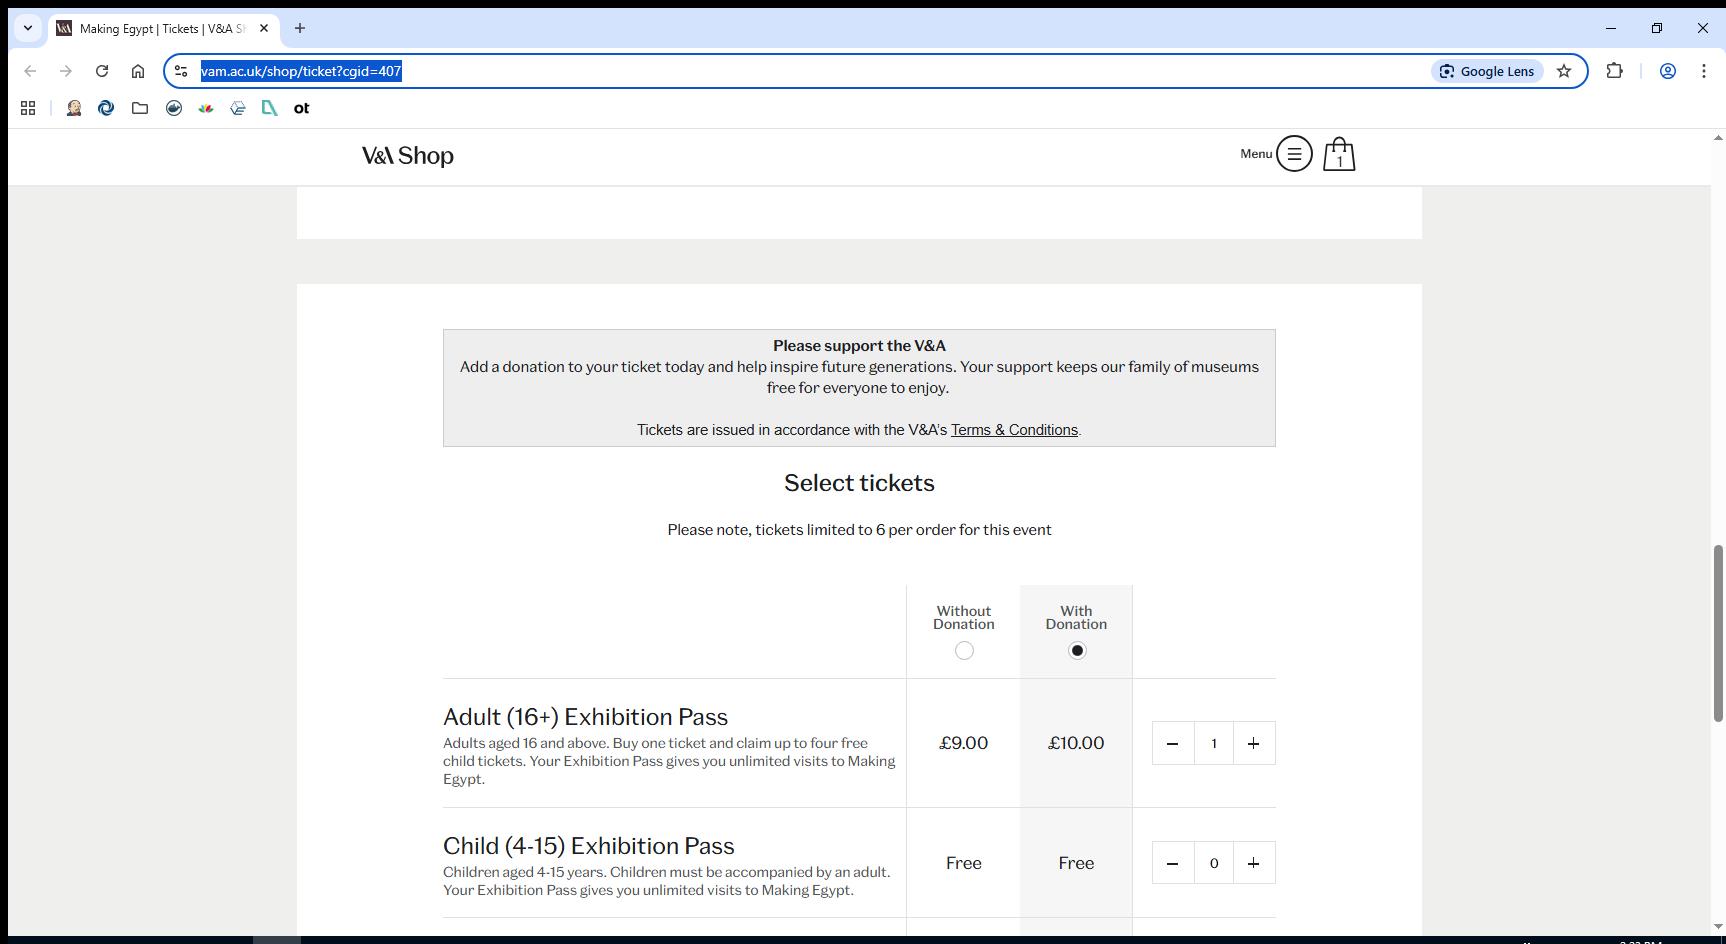 Making Egypt | Tickets | V&A Sh
vam.ac.uk/shop/ticket?cgid=407
Google Lens
ot
V&A Shop
Menu
1
Please support the V&A
Add a donation to your ticket today and help inspire future generations. Your support keeps our family of museums
free for everyone to enjoy.
Tickets are issued in accordance with the V&A's Terms & Conditions.
Select tickets
Please note, tickets limited to 6 per order for this event
Without
Donation
With
Donation
Adult (16+) Exhibition Pass
Adults aged 16 and above. Buy one ticket and claim up to four free
child tickets. Your Exhibition Pass gives you unlimited visits to Making
Egypt.
£9.00
£10.00
− 1 +
Child (4-15) Exhibition Pass
Children aged 4-15 years. Children must be accompanied by an adult.
Your Exhibition Pass gives you unlimited visits to Making Egypt.
Free
Free
− 0 +